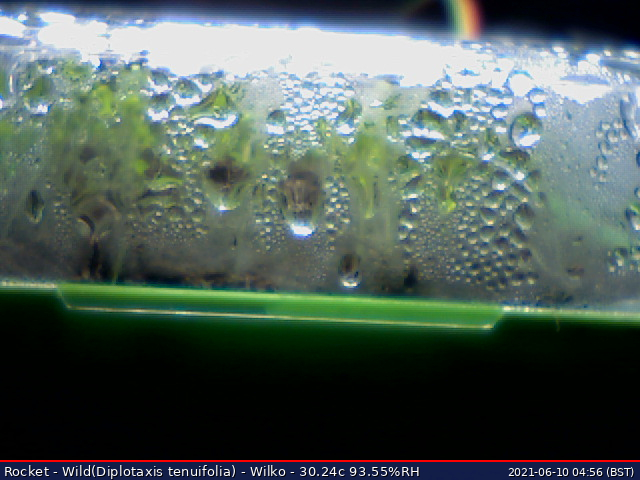 Rocket - Wild(Diplotaxis tenuifolia) - Wilko - 30.24c 93.55%RH
2021-06-10 04:56 (BST)